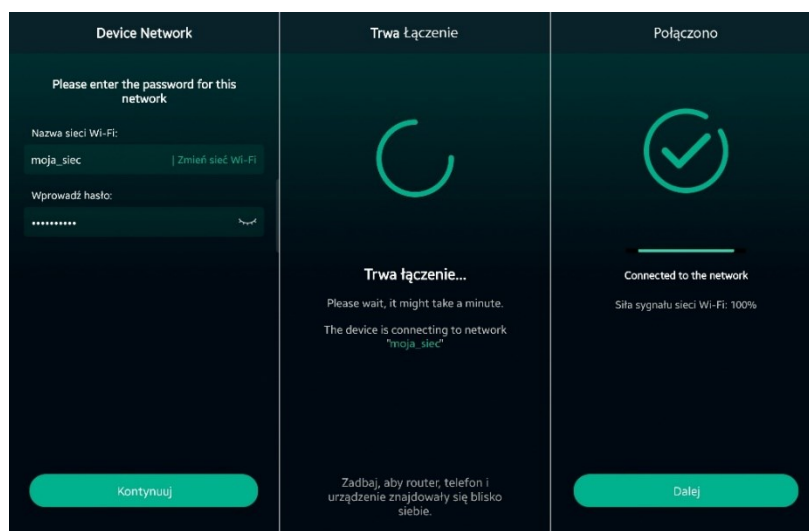 Device Network
Please enter the password for this
network
Nazwa sieci Wi-Fi:
moja_siec | Zmień sieć Wi-Fi
Wprowadź hasło:
••••••••••
Kontynuuj
Trwa Łączenie
Trwa łączenie...
Please wait, it might take a minute.
The device is connecting to network
"moja_siec"
Zadbaj, aby router, telefon i
urządzenie znajdowały się blisko
siebie.
Połączono
Connected to the network
Siła sygnału sieci Wi-Fi: 100%
Dalej